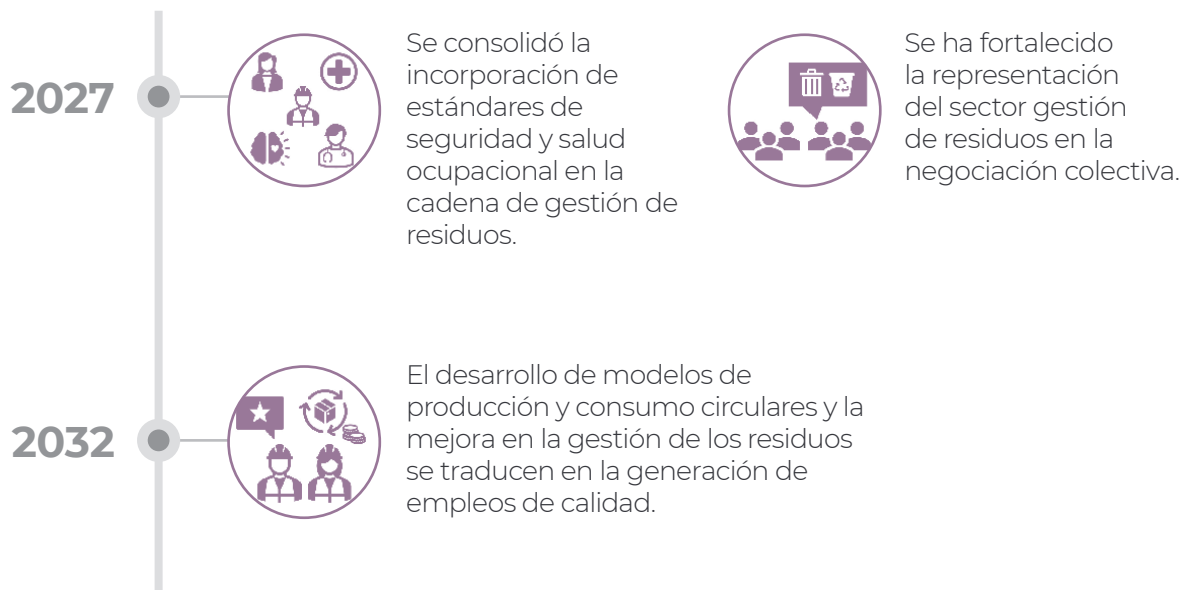 2027
Se consolidó la
incorporación de
estándares de
seguridad y salud
ocupacional en la
cadena de gestión de
residuos.
Se ha fortalecido
la representación
del sector gestión
de residuos en la
negociación colectiva.
2032
El desarrollo de modelos de
producción y consumo circulares y la
mejora en la gestión de los residuos
se traducen en la generación de
empleos de calidad.